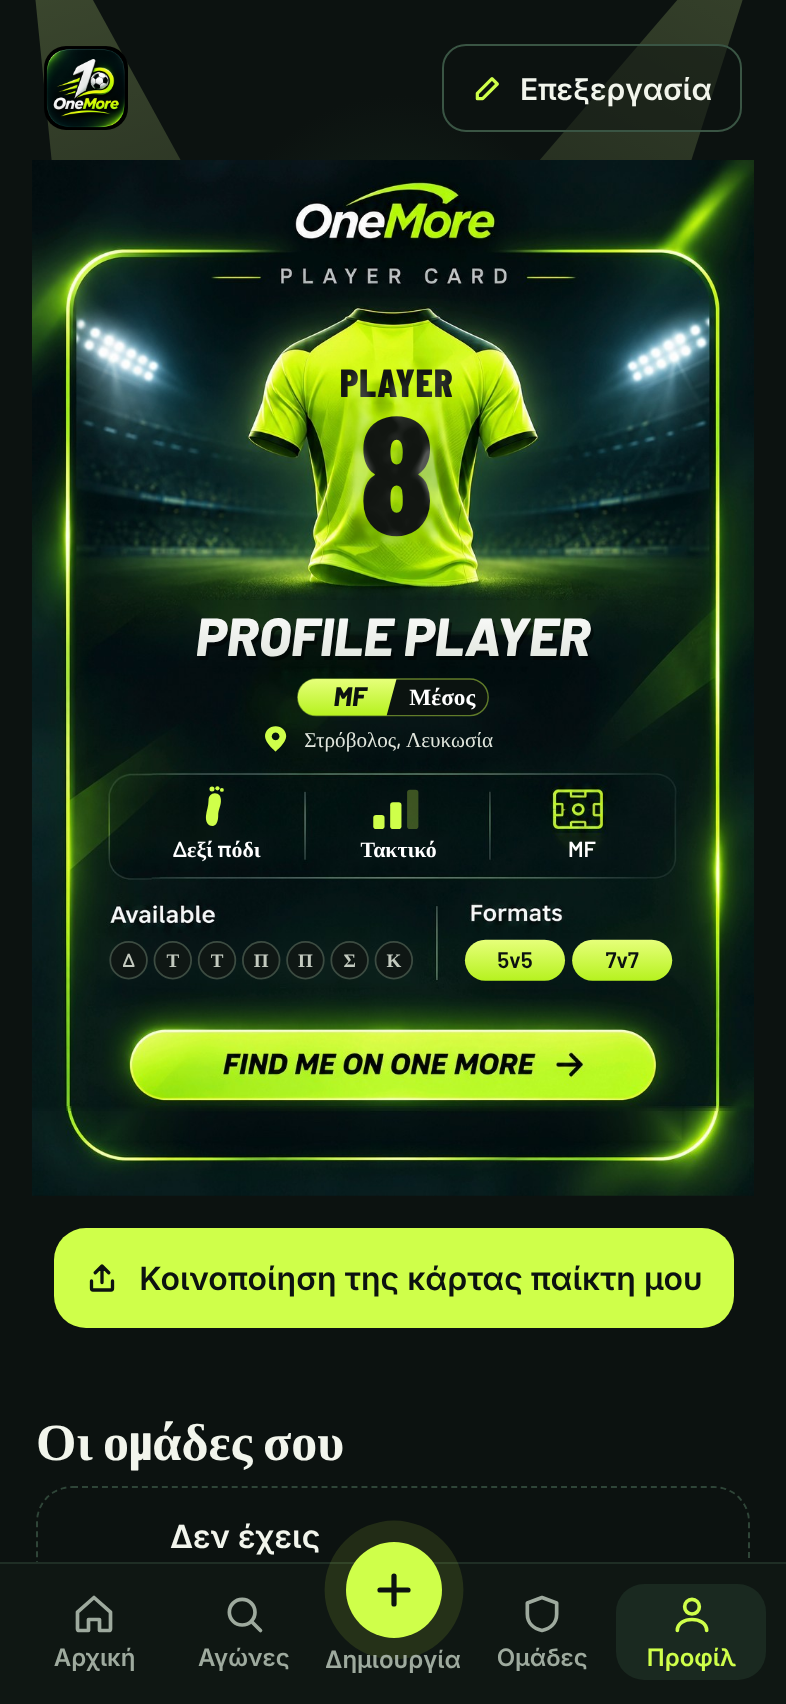 OneMore
Επεξεργασία
OneMore
PLAYER CARD
PLAYER
8
PROFILE PLAYER
MF Μέσος
Στρόβολος, Λευκωσία
Δεξί πόδι Τακτικό MF
Available Formats
Δ Τ Τ Π Π Σ Κ 5v5 7v7
FIND ME ON ONE MORE
Κοινοποίηση της κάρτας παίκτη μου
Οι ομάδες σου
Δεν έχεις
Αρχική Αγώνες Δημιουργία Ομάδες Προφίλ